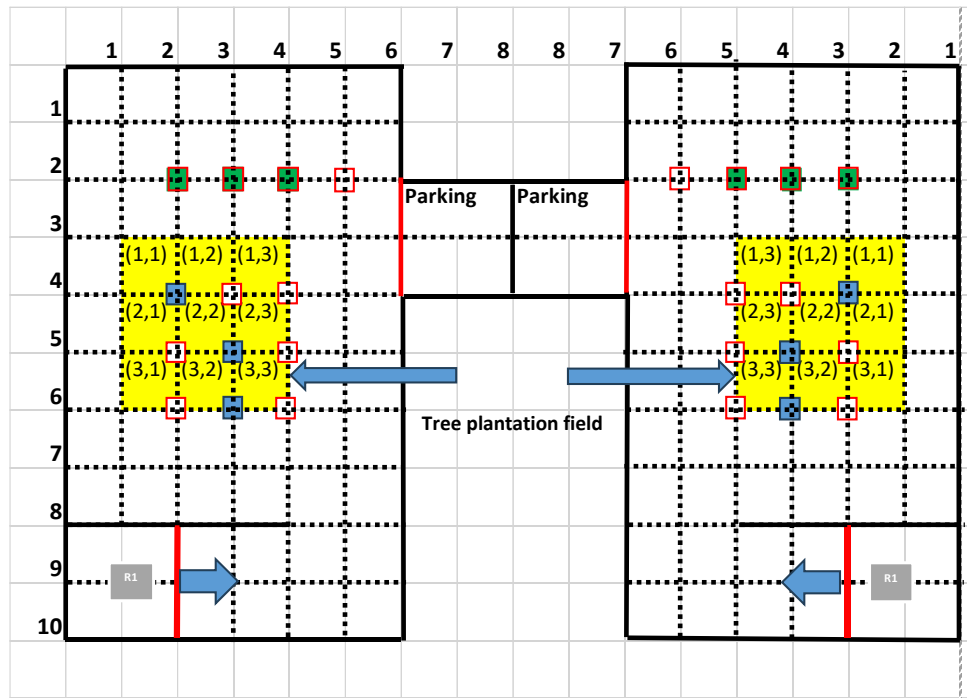 1 2 3 4 5 6 7 8 8 7 6 5 4 3 2 1
1
2
Parking Parking
3
(1,1) (1,2) (1,3) (1,3) (1,2) (1,1)
4
(2,1) (2,2) (2,3) (2,3) (2,2) (2,1)
5
(3,1) (3,2) (3,3) (3,3) (3,2) (3,1)
6
Tree plantation field
7
8
R1 R1
9
10